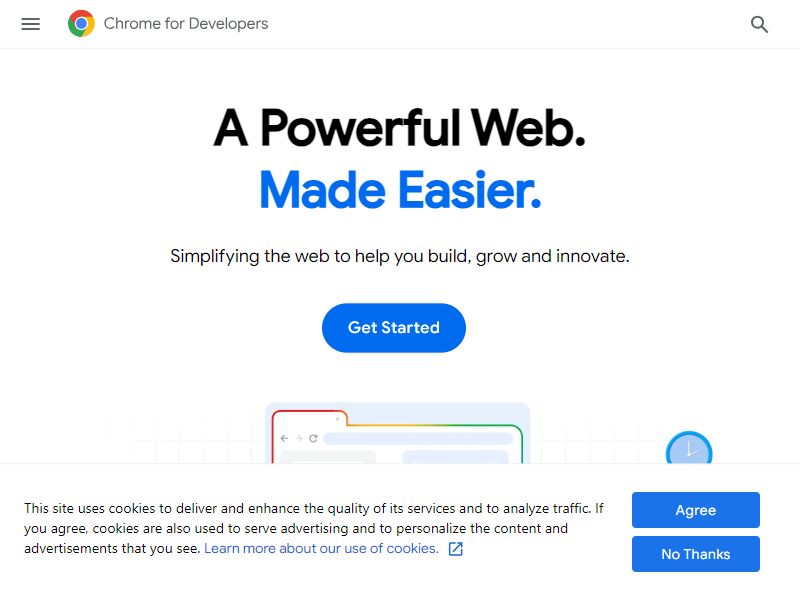 Chrome for Developers
A Powerful Web.
Made Easier.
Simplifying the web to help you build, grow and innovate.
Get Started
This site uses cookies to deliver and enhance the quality of its services and to analyze traffic. If
you agree, cookies are also used to serve advertising and to personalize the content and
advertisements that you see. Learn more about our use of cookies.
Agree
No Thanks